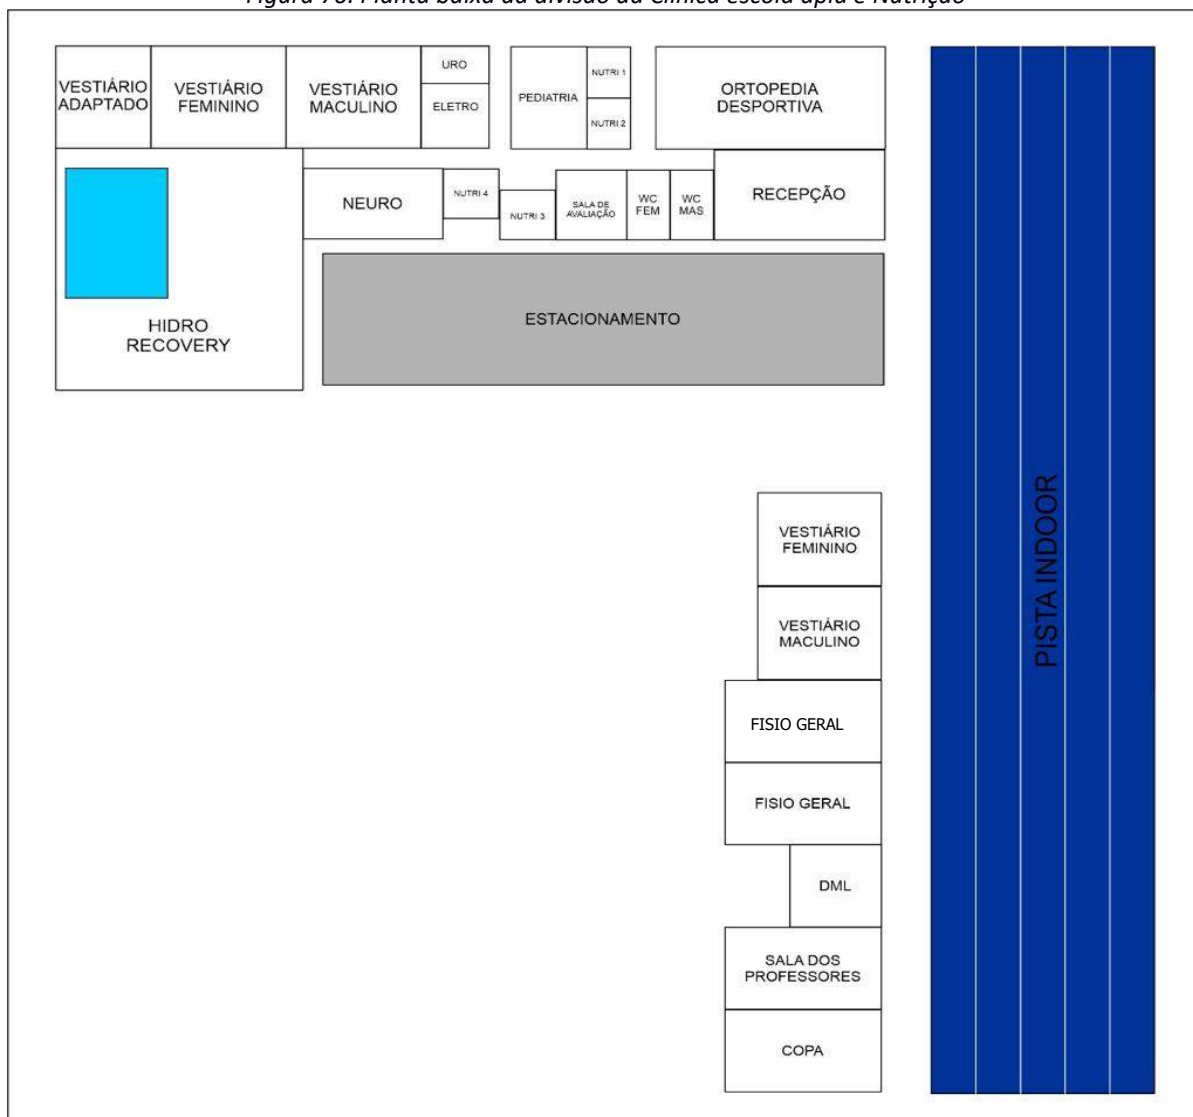 Figura 70: Planta baixa da divisão da Clínica escola apia e Nutrição
VESTIÁRIO
ADAPTADO
VESTIÁRIO
FEMININO
VESTIÁRIO
MACULINO
URO
ELETRO
PEDIATRIA
NUTRI 1
NUTRI 2
ORTOPEDIA
DESPORTIVA
NEURO
NUTRI 4
NUTRI 3
SALA DE
AVALIAÇÃO
WC
FEM
WC
MAS
RECEPÇÃO
HIDRO
RECOVERY
ESTACIONAMENTO
PISTA INDOOR
VESTIÁRIO
FEMININO
VESTIÁRIO
MACULINO
FISIO GERAL
FISIO GERAL
DML
SALA DOS
PROFESSORES
COPA